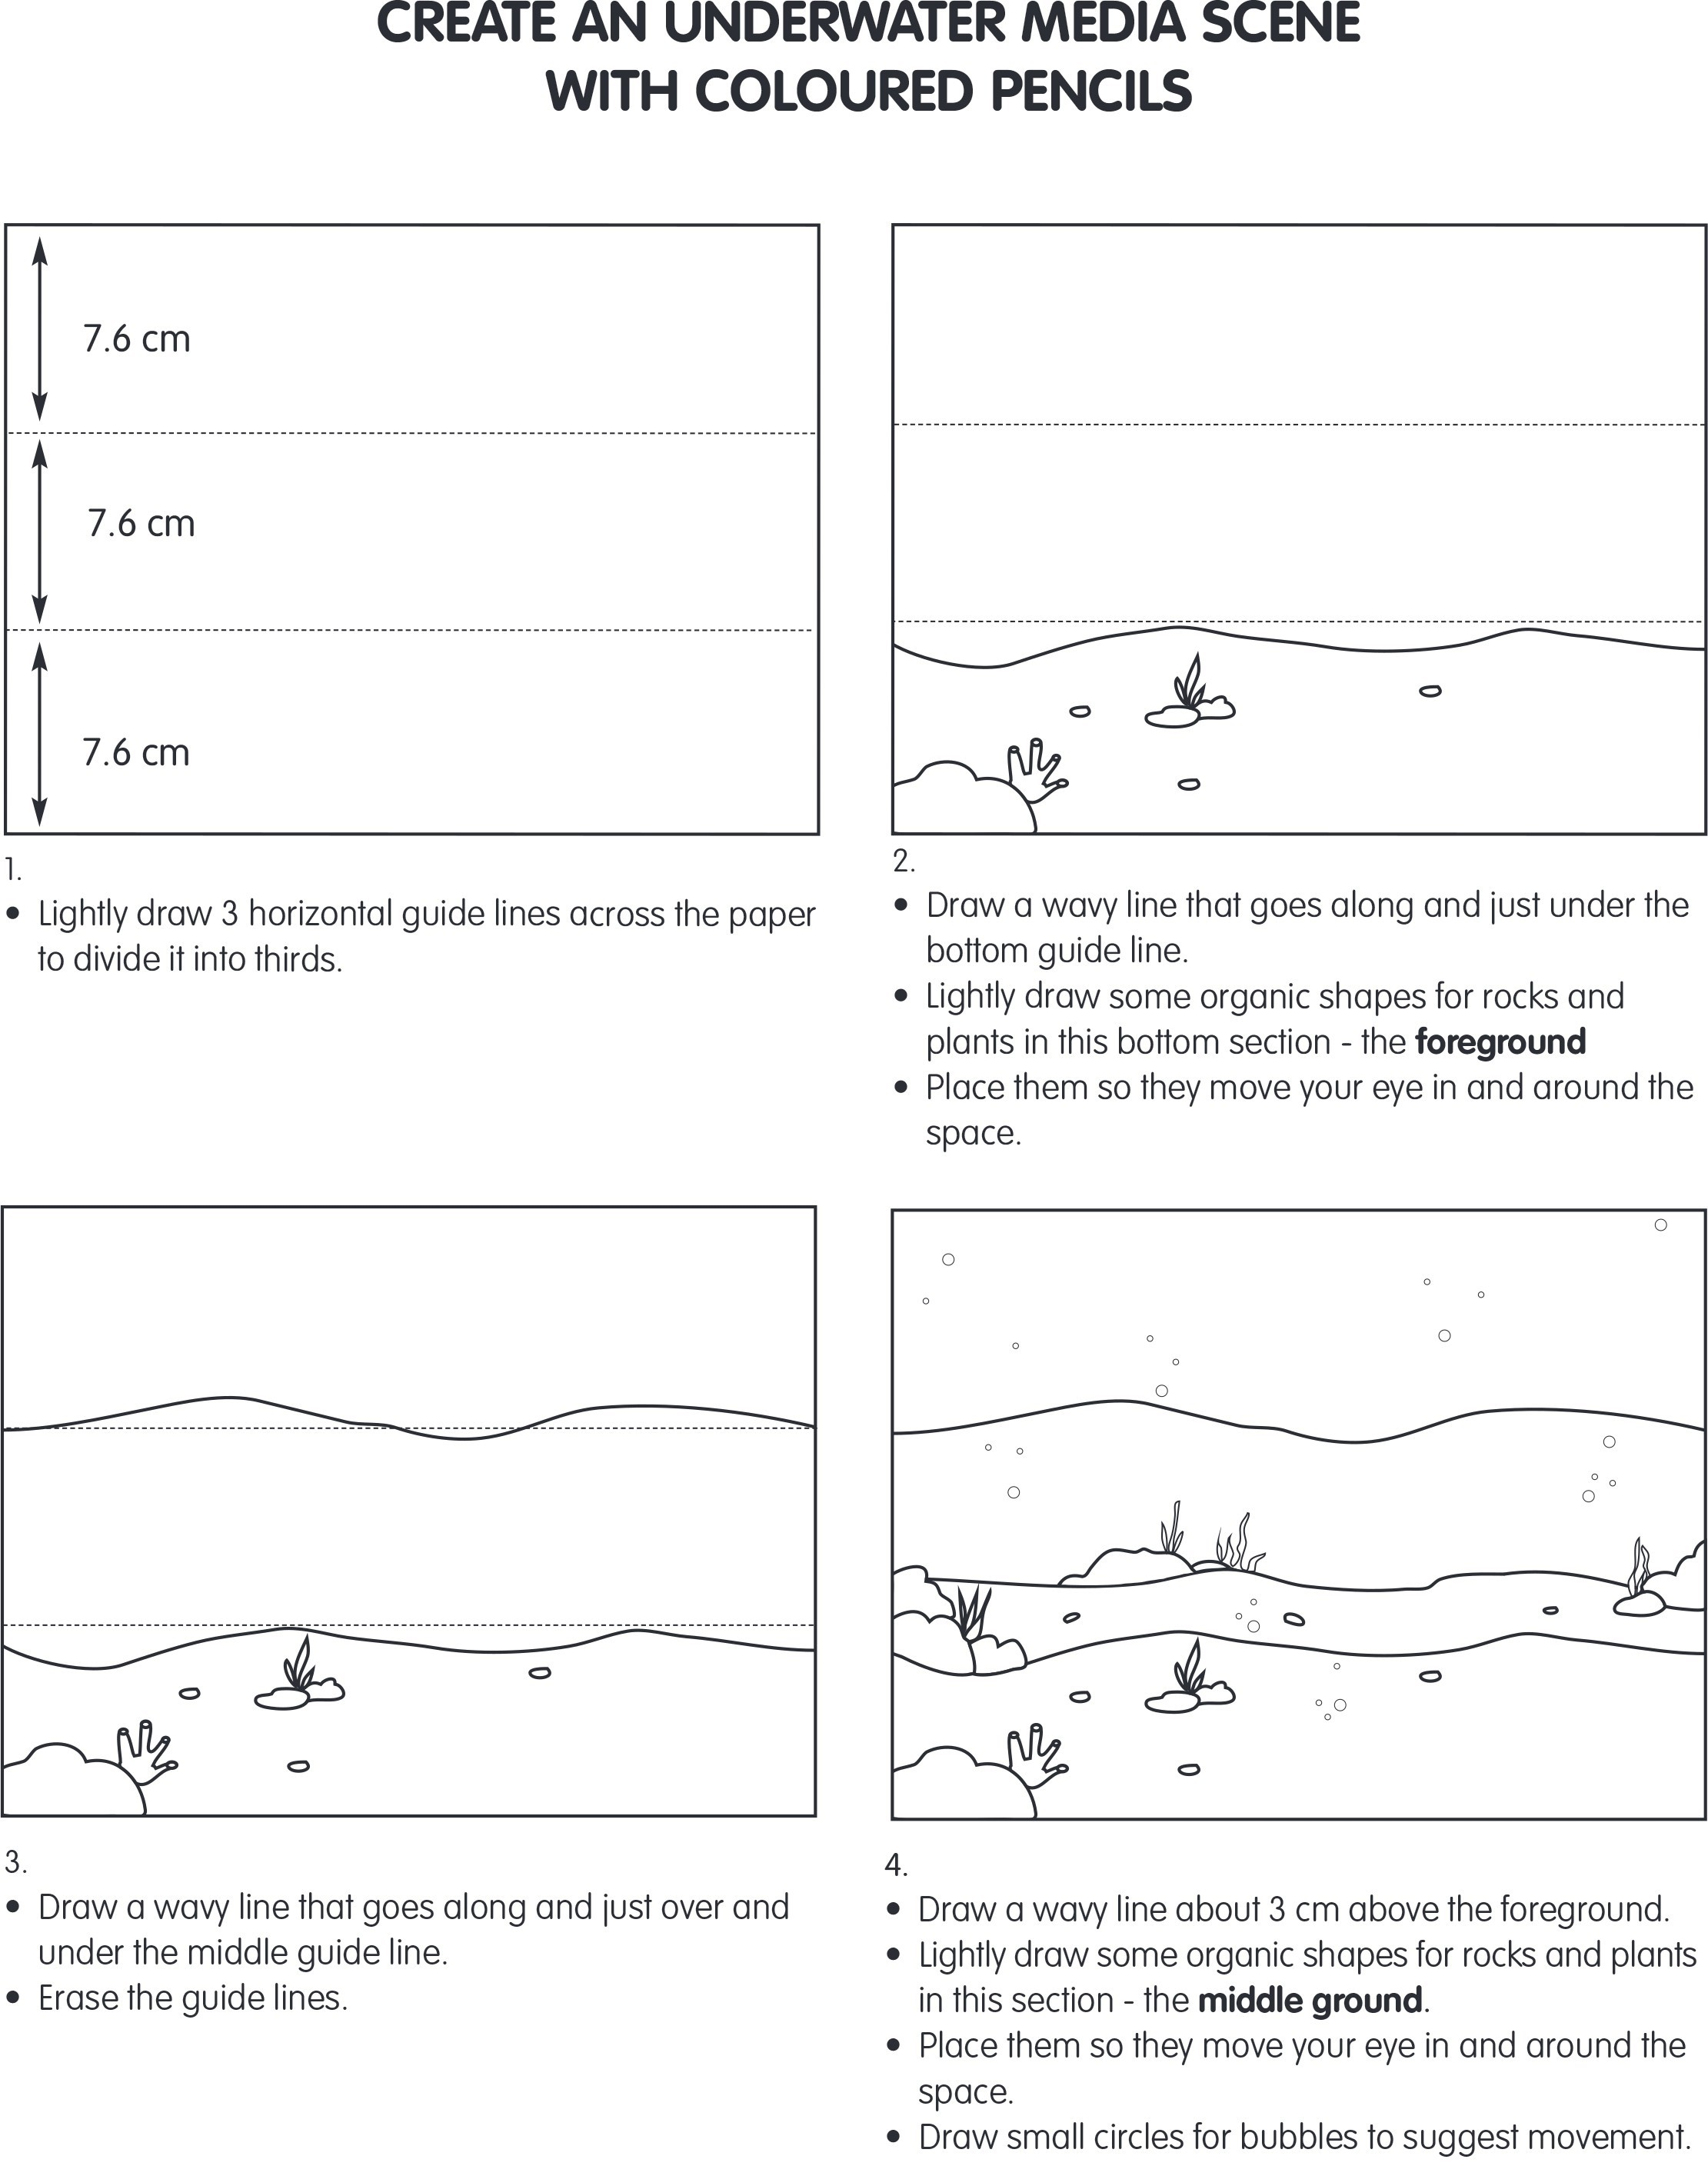 CREATE AN UNDERWATER MEDIA SCENE
WITH COLOURED PENCILS
7.6 cm
7.6 cm
7.6 cm
1.
• Lightly draw 3 horizontal guide lines across the paper
to divide it into thirds.
2.
• Draw a wavy line that goes along and just under the
bottom guide line.
• Lightly draw some organic shapes for rocks and
plants in this bottom section - the foreground
• Place them so they move your eye in and around the
space.
3.
• Draw a wavy line that goes along and just over and
under the middle guide line.
• Erase the guide lines.
4.
• Draw a wavy line about 3 cm above the foreground.
• Lightly draw some organic shapes for rocks and plants
in this section - the middle ground.
• Place them so they move your eye in and around the
space.
• Draw small circles for bubbles to suggest movement.